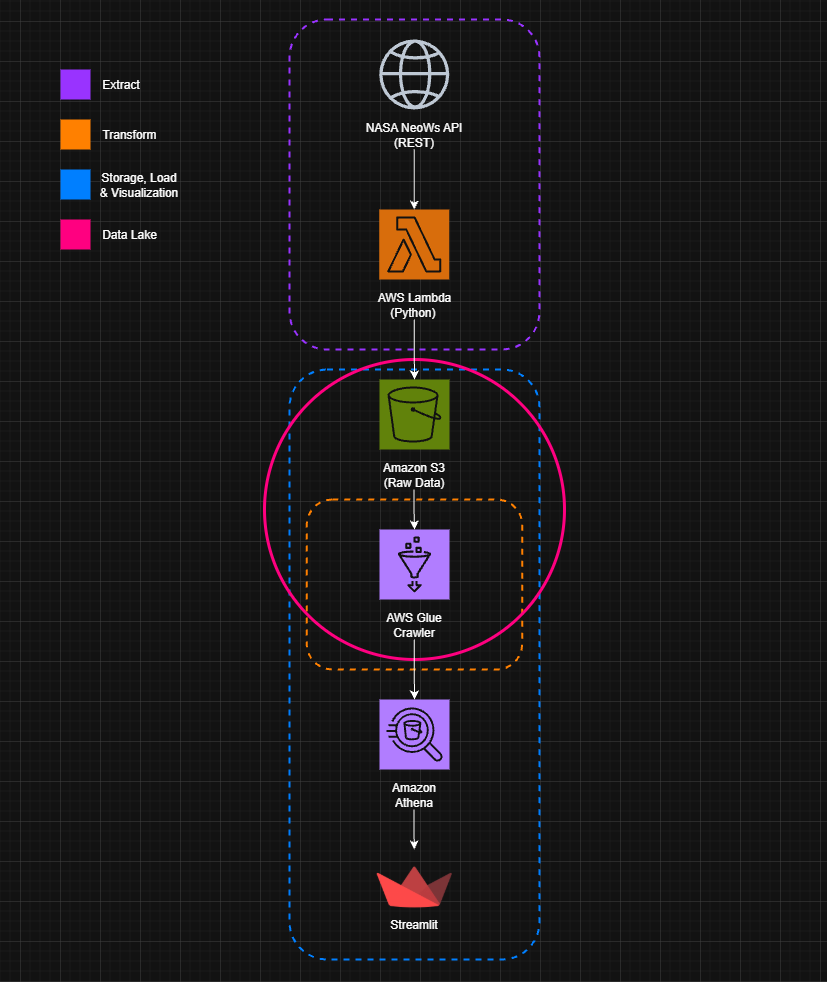 Extract
Transform
Storage, Load
& Visualization
Data Lake
NASA NeoWs API
(REST)
AWS Lambda
(Python)
Amazon S3
(Raw Data)
AWS Glue
Crawler
Amazon
Athena
Streamlit